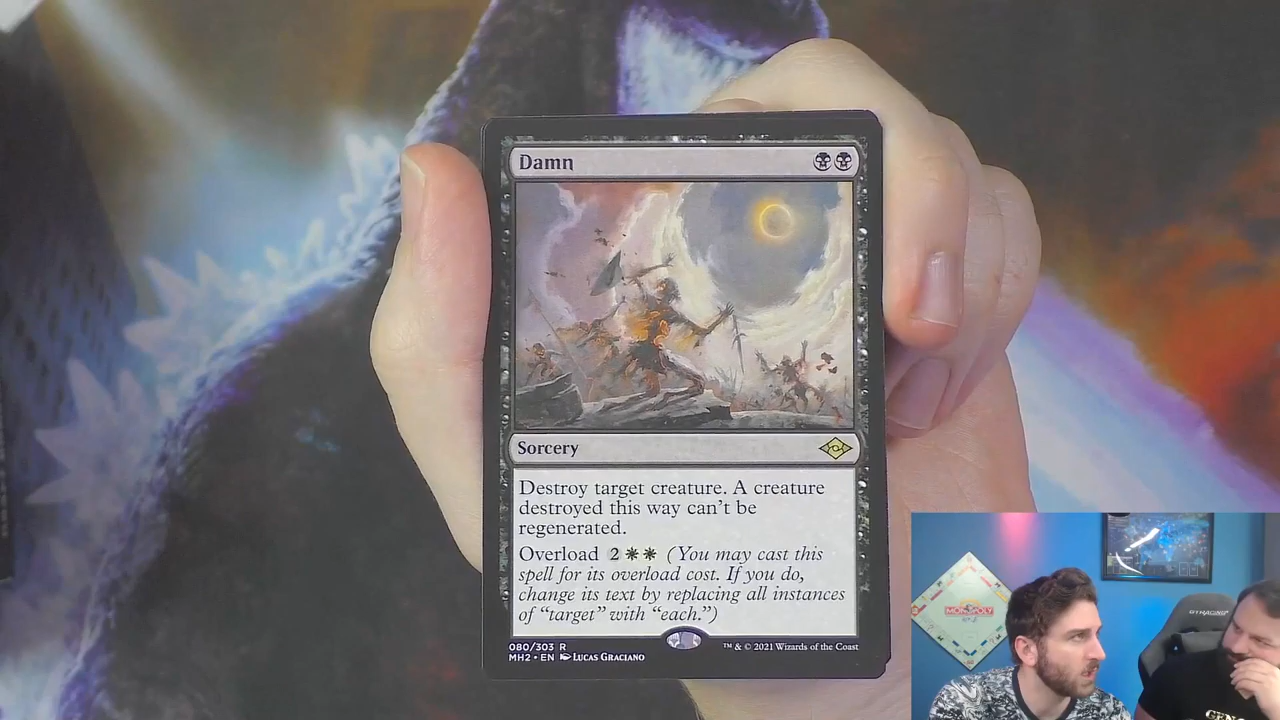 Damn
Sorcery
Destroy target creature. A creature
destroyed this way can't be
regenerated.
Overload 2 (You may cast this
spell for its overload cost. If you do,
change its text by replacing all instances
of “target” with “each.”)
080/303 R
MH2 • EN LUCAS GRACIANO
™ & © 2021 Wizards of the Coast
MONOPOLY
GTRACING